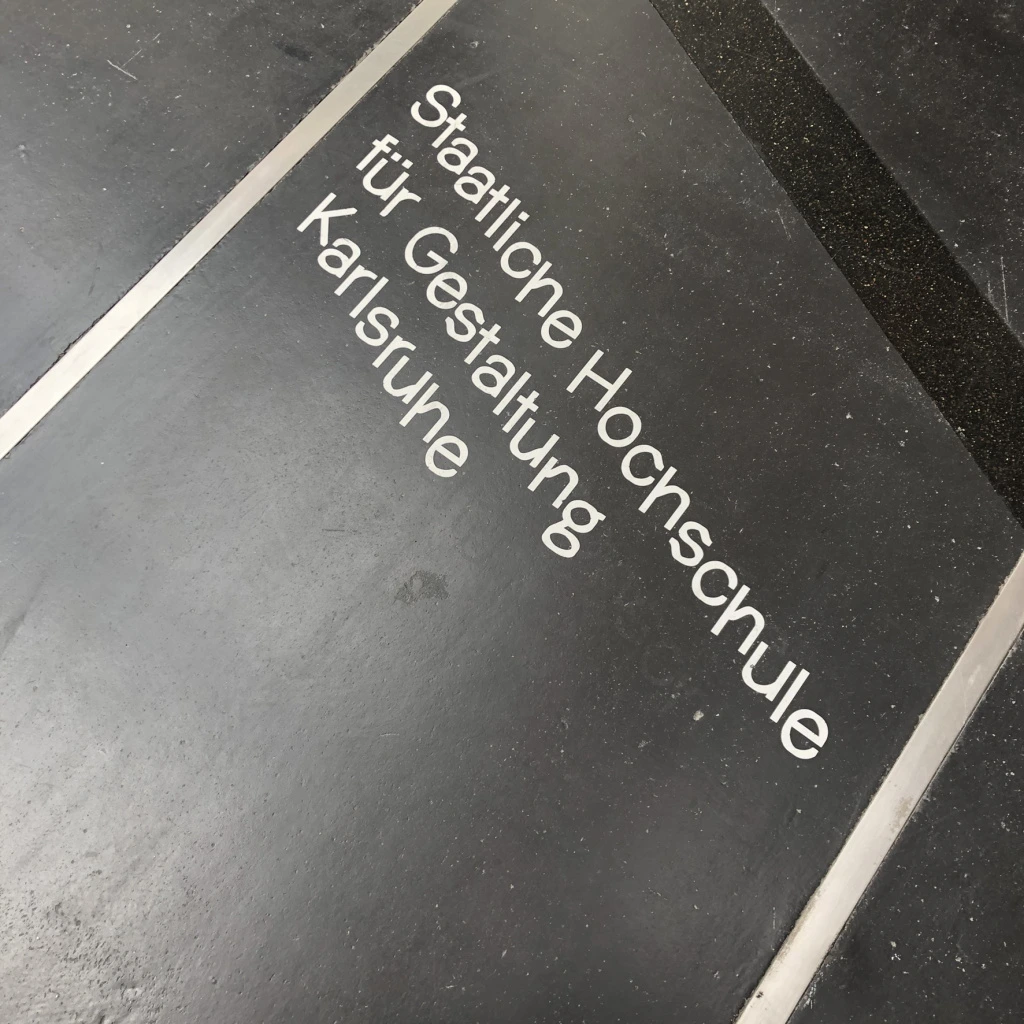 Staatliche Hochschule
für Gestaltung
Karlsruhe